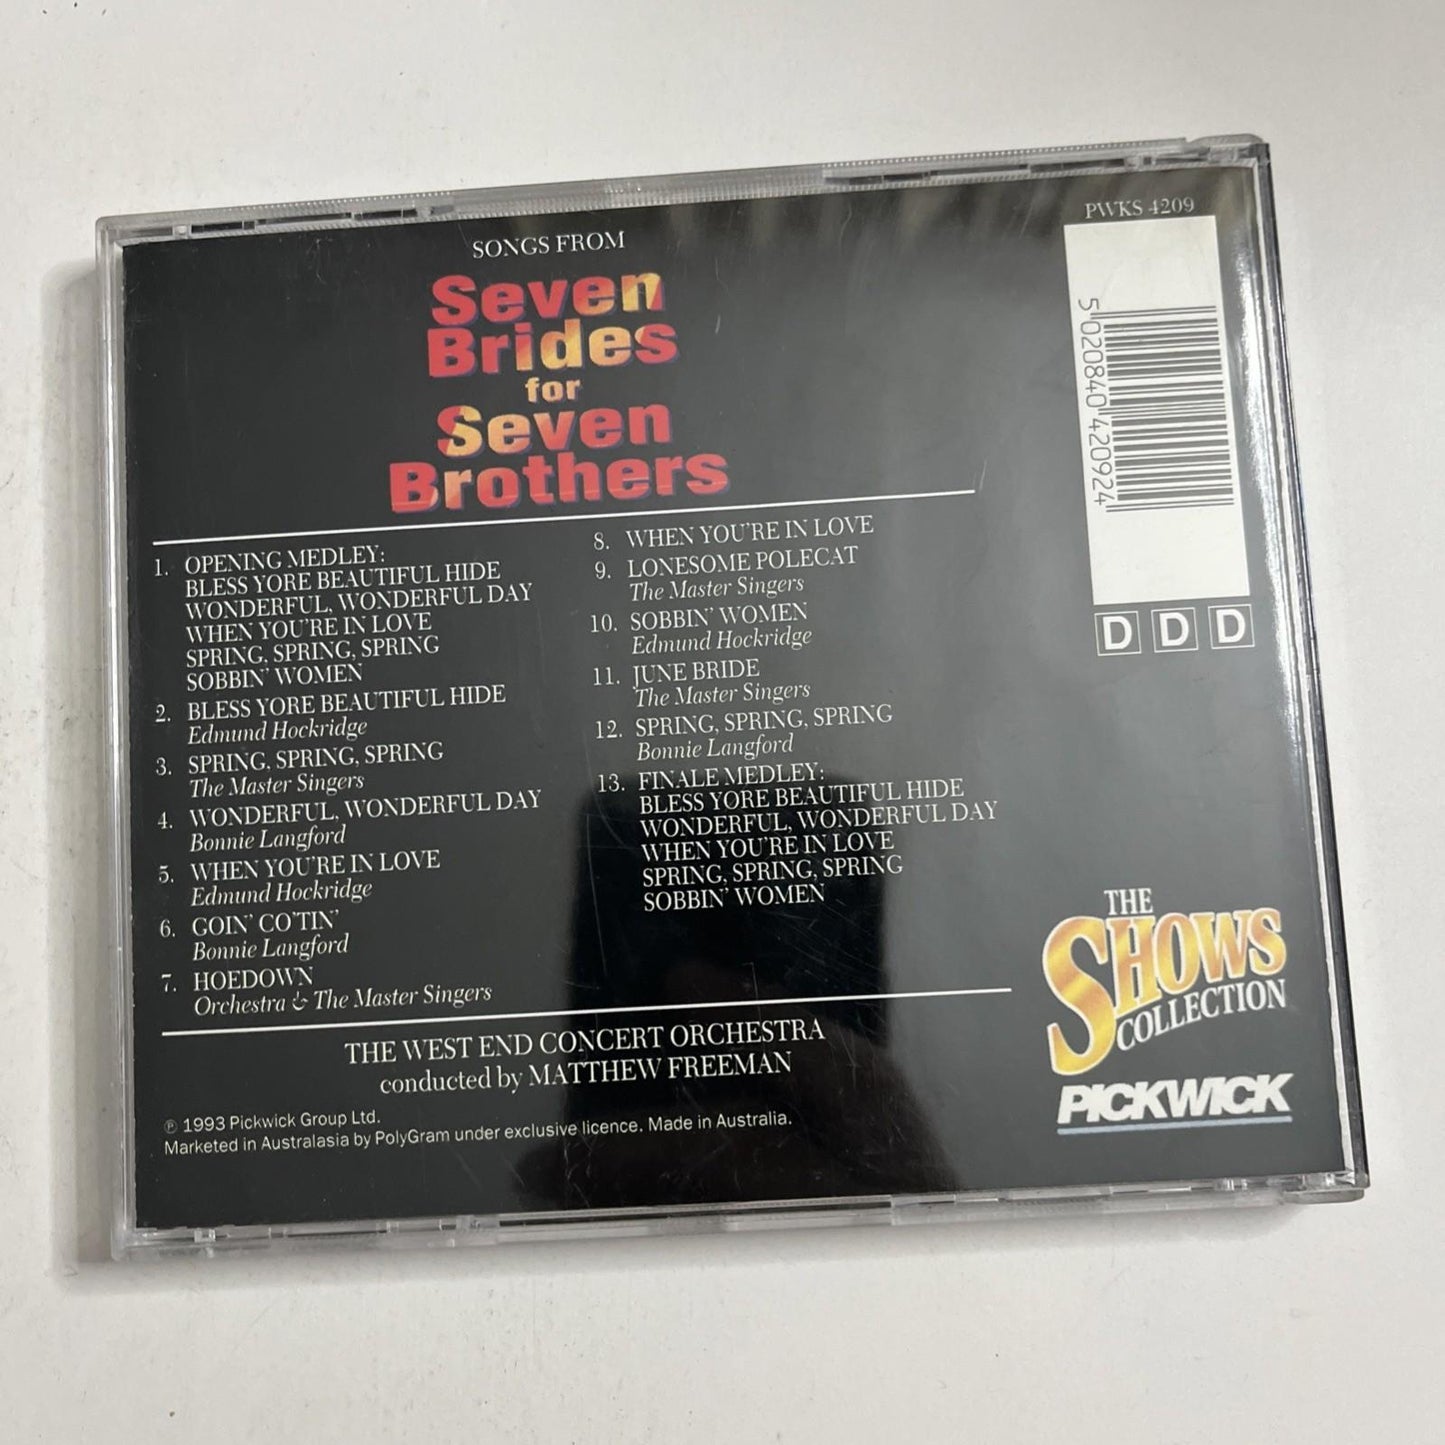 SONGS FROM
Seven
Brides
for
Seven
Brothers
1. OPENING MEDLEY:
BLESS YORE BEAUTIFUL HIDE
WONDERFUL, WONDERFUL DAY
WHEN YOU'RE IN LOVE
SPRING, SPRING, SPRING
SOBBIN' WOMEN
2. BLESS YORE BEAUTIFUL HIDE
Edmund Hockridge
3. SPRING, SPRING, SPRING
The Master Singers
4. WONDERFUL, WONDERFUL DAY
Bonnie Langford
5. WHEN YOU'RE IN LOVE
Edmund Hockridge
6. GOIN' CO'TIN'
Bonnie Langford
7. HOEDOWN
Orchestra & The Master Singers
8. WHEN YOU'RE IN LOVE
9. LONESOME POLECAT
The Master Singers
10. SOBBIN' WOMEN
Edmund Hockridge
11. JUNE BRIDE
The Master Singers
12. SPRING, SPRING, SPRING
Bonnie Langford
13. FINALE MEDLEY:
BLESS YORE BEAUTIFUL HIDE
WONDERFUL, WONDERFUL DAY
WHEN YOU'RE IN LOVE
SPRING, SPRING, SPRING
SOBBIN' WOMEN
THE WEST END CONCERT ORCHESTRA
conducted by MATTHEW FREEMAN
℗ 1993 Pickwick Group Ltd.
Marketed in Australasia by PolyGram under exclusive licence. Made in Australia.
PWKS 4209
5 020840 420924
D D D
THE
SHOWS
COLLECTION
PICKWICK